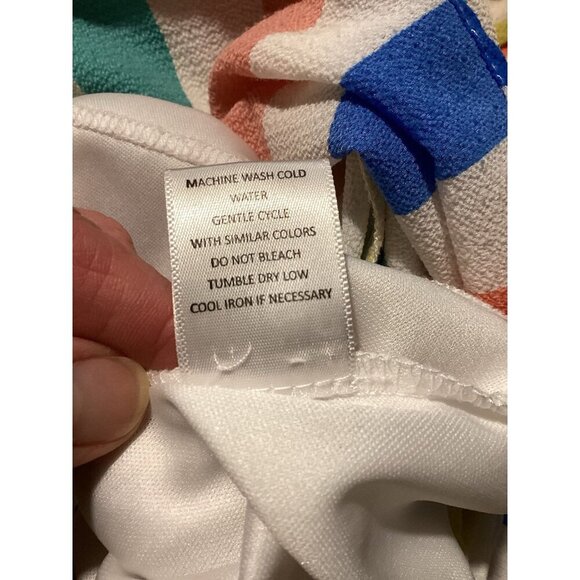 MACHINE WASH COLD
WATER
GENTLE CYCLE
WITH SIMILAR COLORS
DO NOT BLEACH
TUMBLE DRY LOW
COOL IRON IF NECESSARY